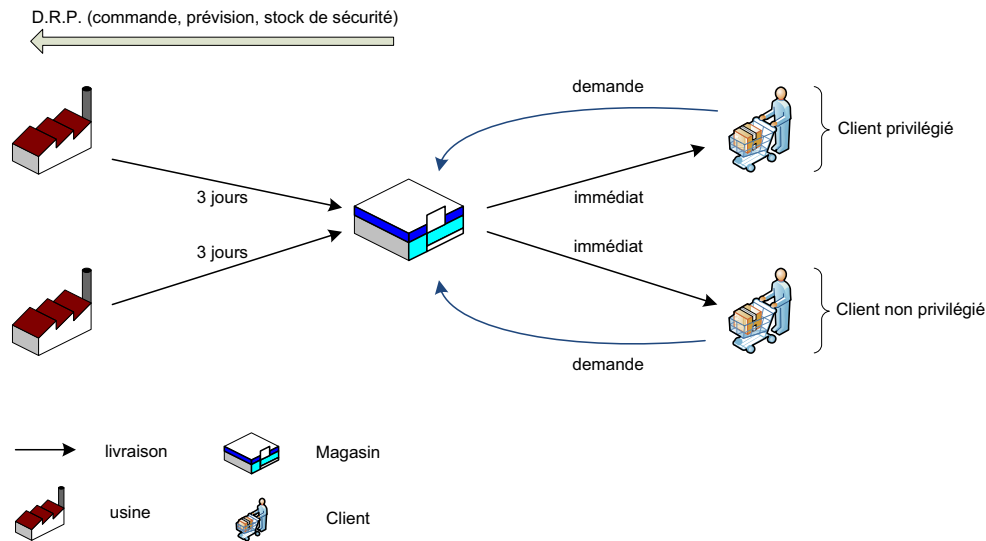 D.R.P. (commande, prévision, stock de sécurité)
demande
Client privilégié
3 jours
immédiat
3 jours
immédiat
Client non privilégié
demande
livraison
Magasin
usine
Client